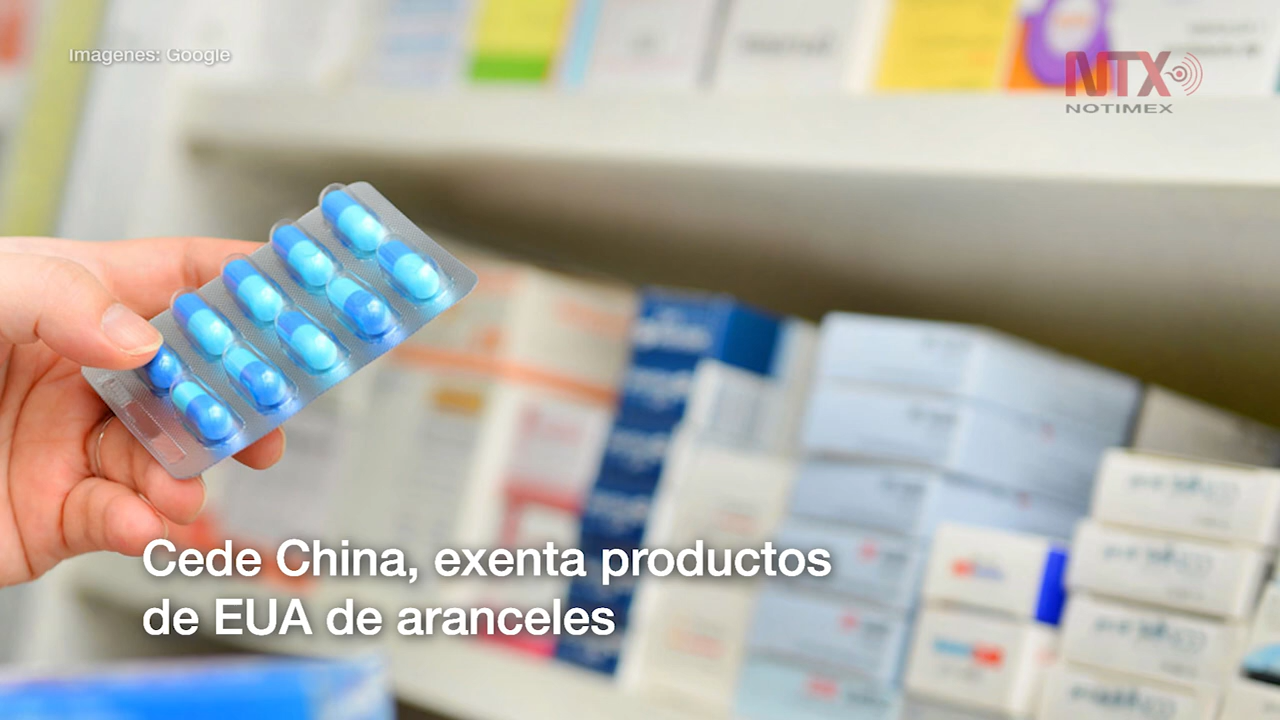 Imagenes: Google
NTX
NOTIMEX
Cede China, exenta productos
de EUA de aranceles